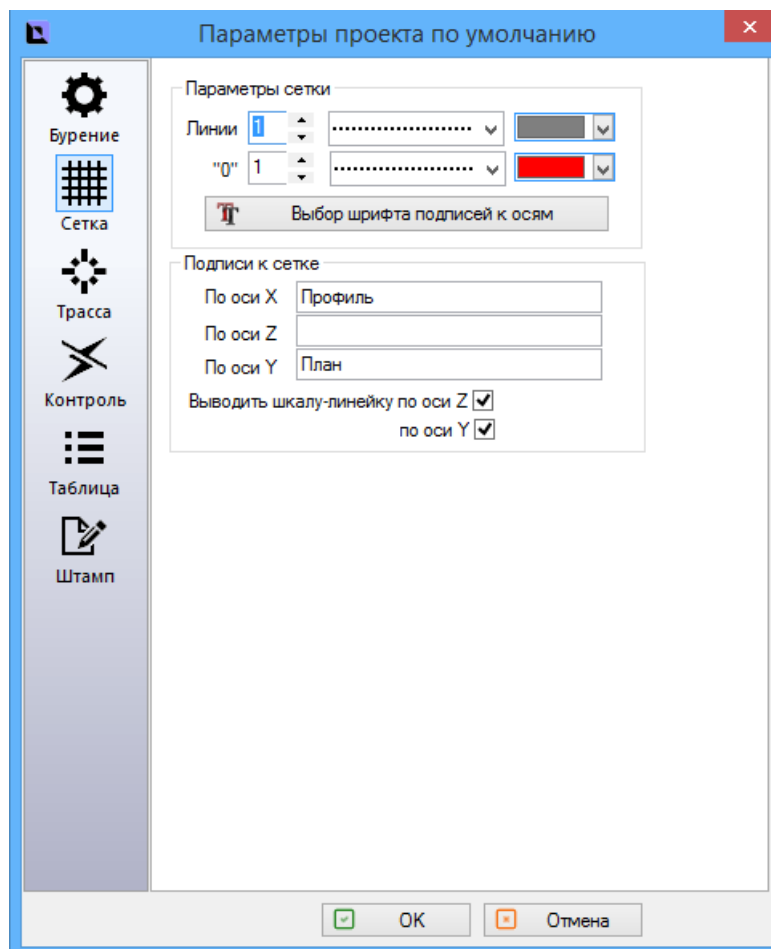 Параметры проекта по умолчанию
Бурение
Сетка
Трасса
Контроль
Таблица
Штамп
Параметры сетки
Линии 1
"0" 1
Выбор шрифта подписей к осям
Подписи к сетке
По оси X Профиль
По оси Z
По оси Y План
Выводить шкалу-линейку по оси Z
по оси Y
OK Отмена